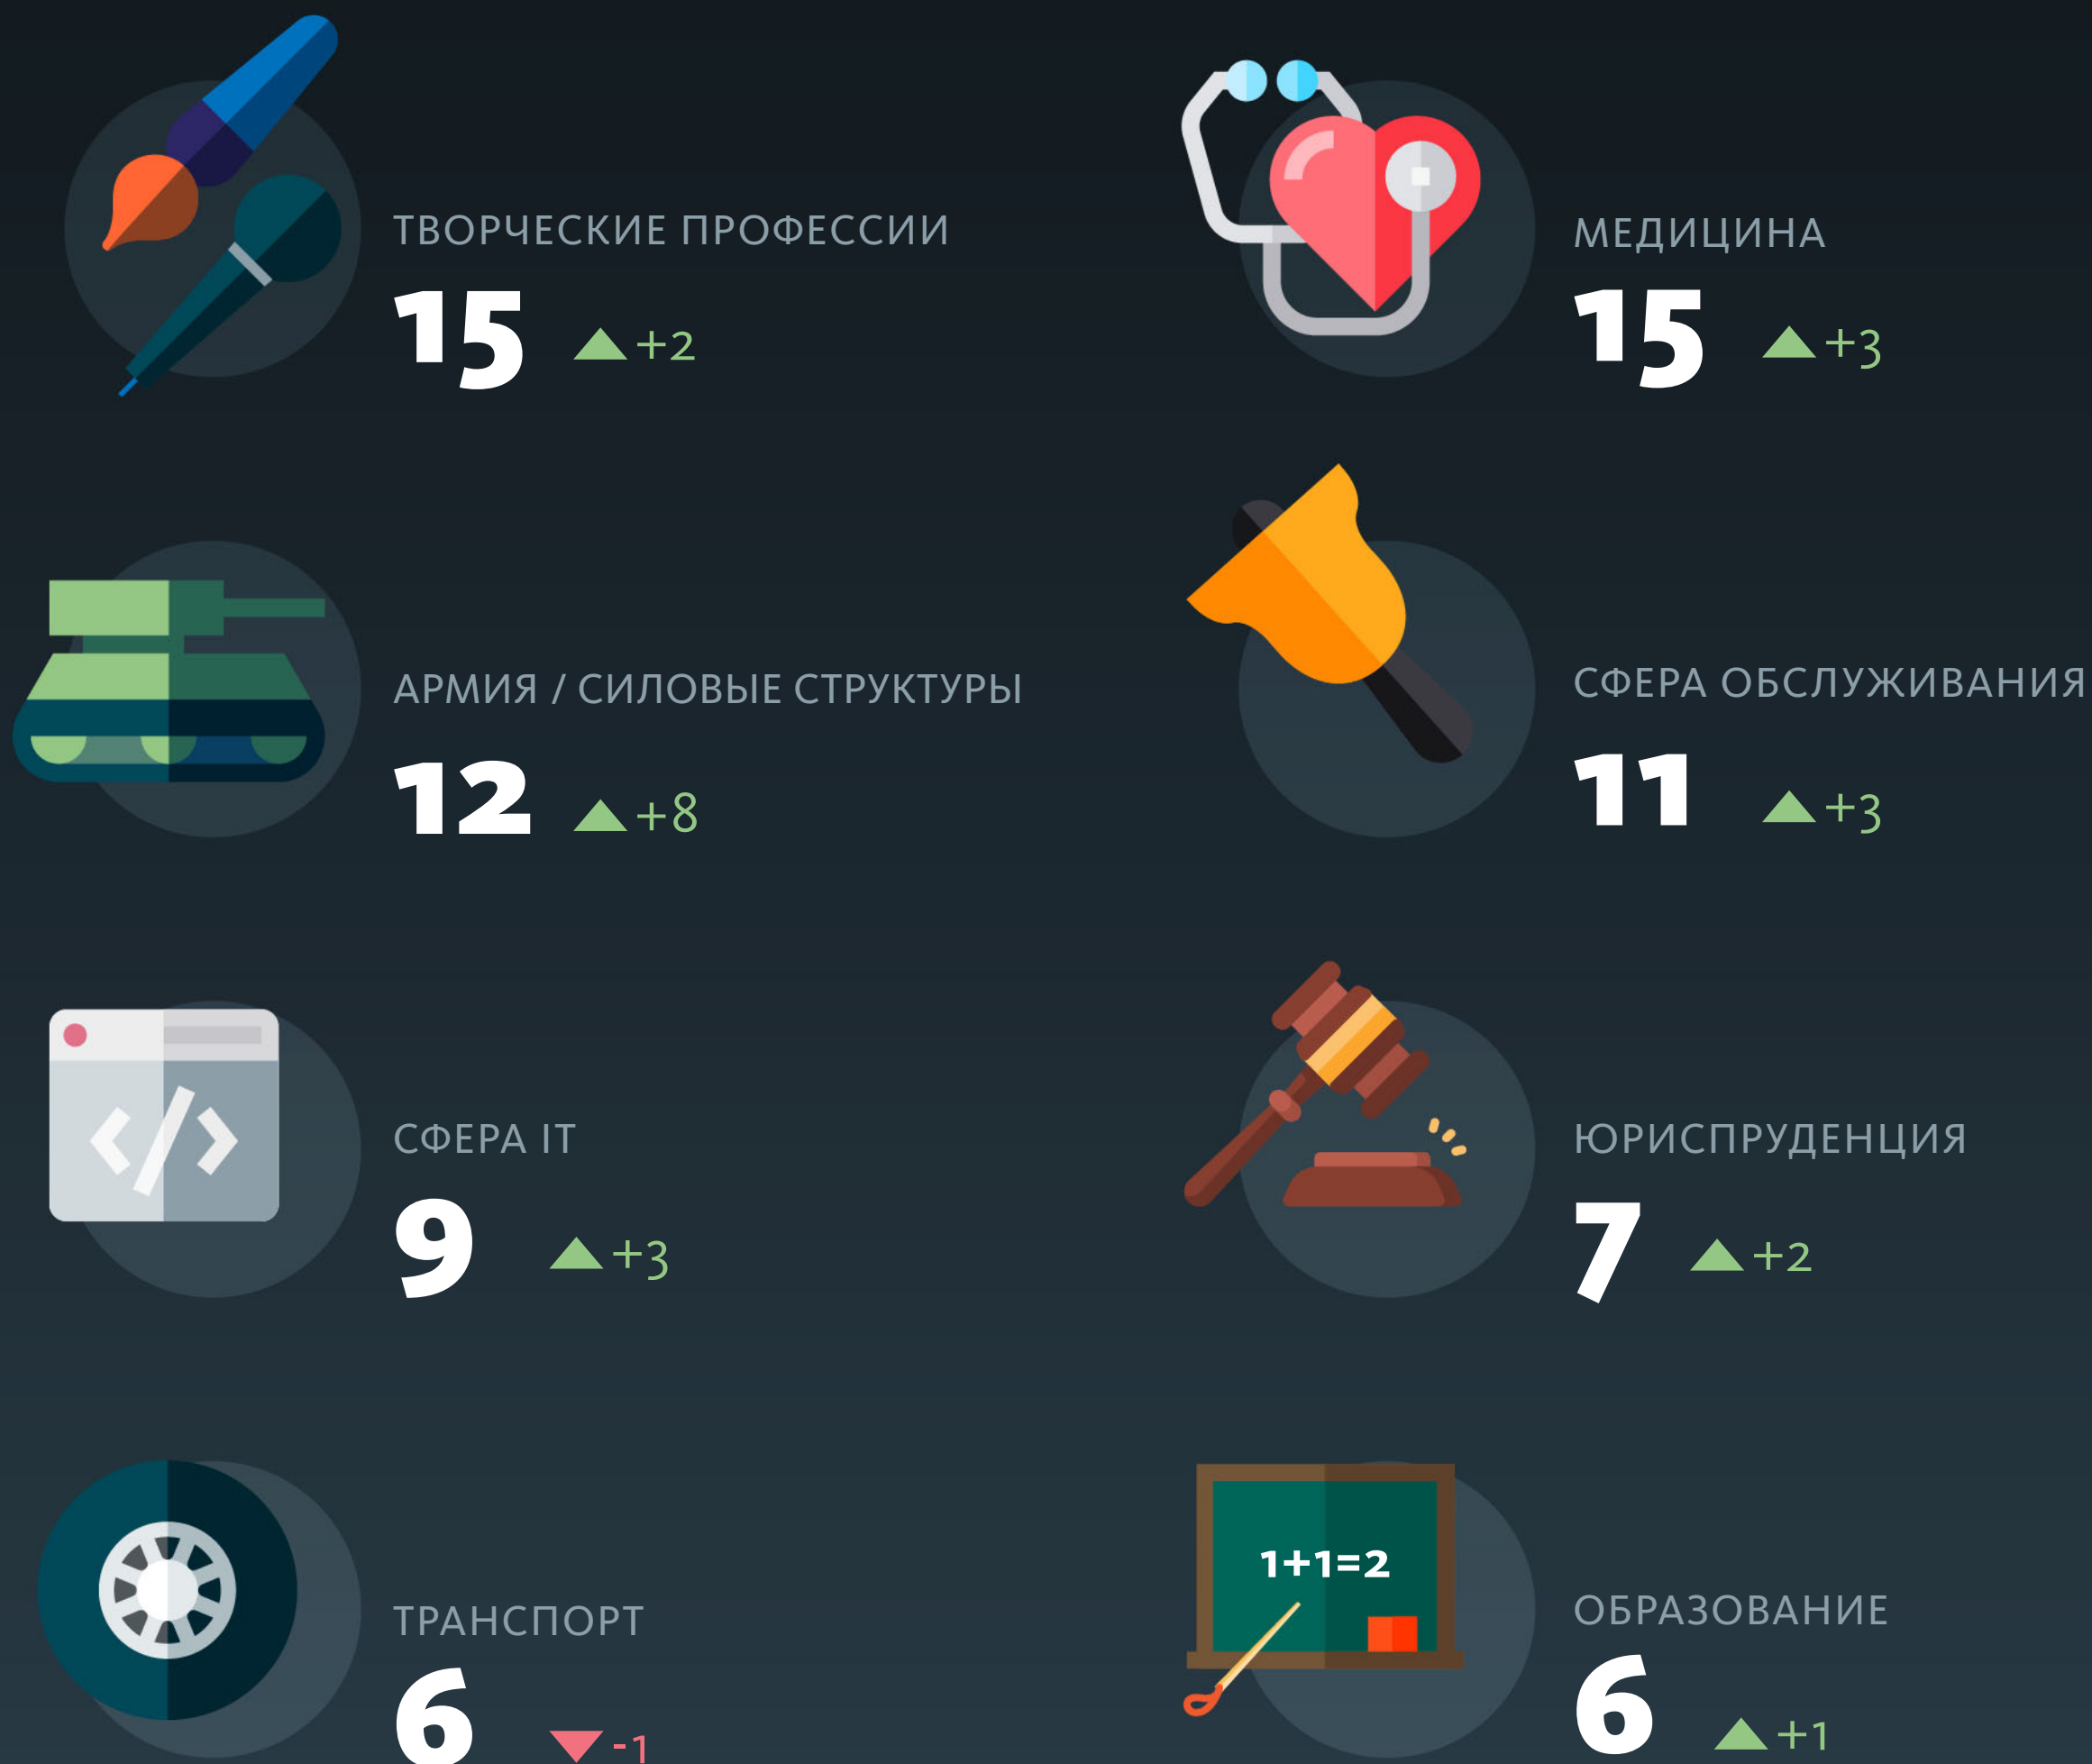 ТВОРЧЕСКИЕ ПРОФЕССИИ
15 +2
МЕДИЦИНА
15 +3
АРМИЯ / СИЛОВЫЕ СТРУКТУРЫ
12 +8
СФЕРА ОБСЛУЖИВАНИЯ
11 +3
СФЕРА IT
9 +3
ЮРИСПРУДЕНЦИЯ
7 +2
ТРАНСПОРТ
6 -1
1+1=2
ОБРАЗОВАНИЕ
6 +1